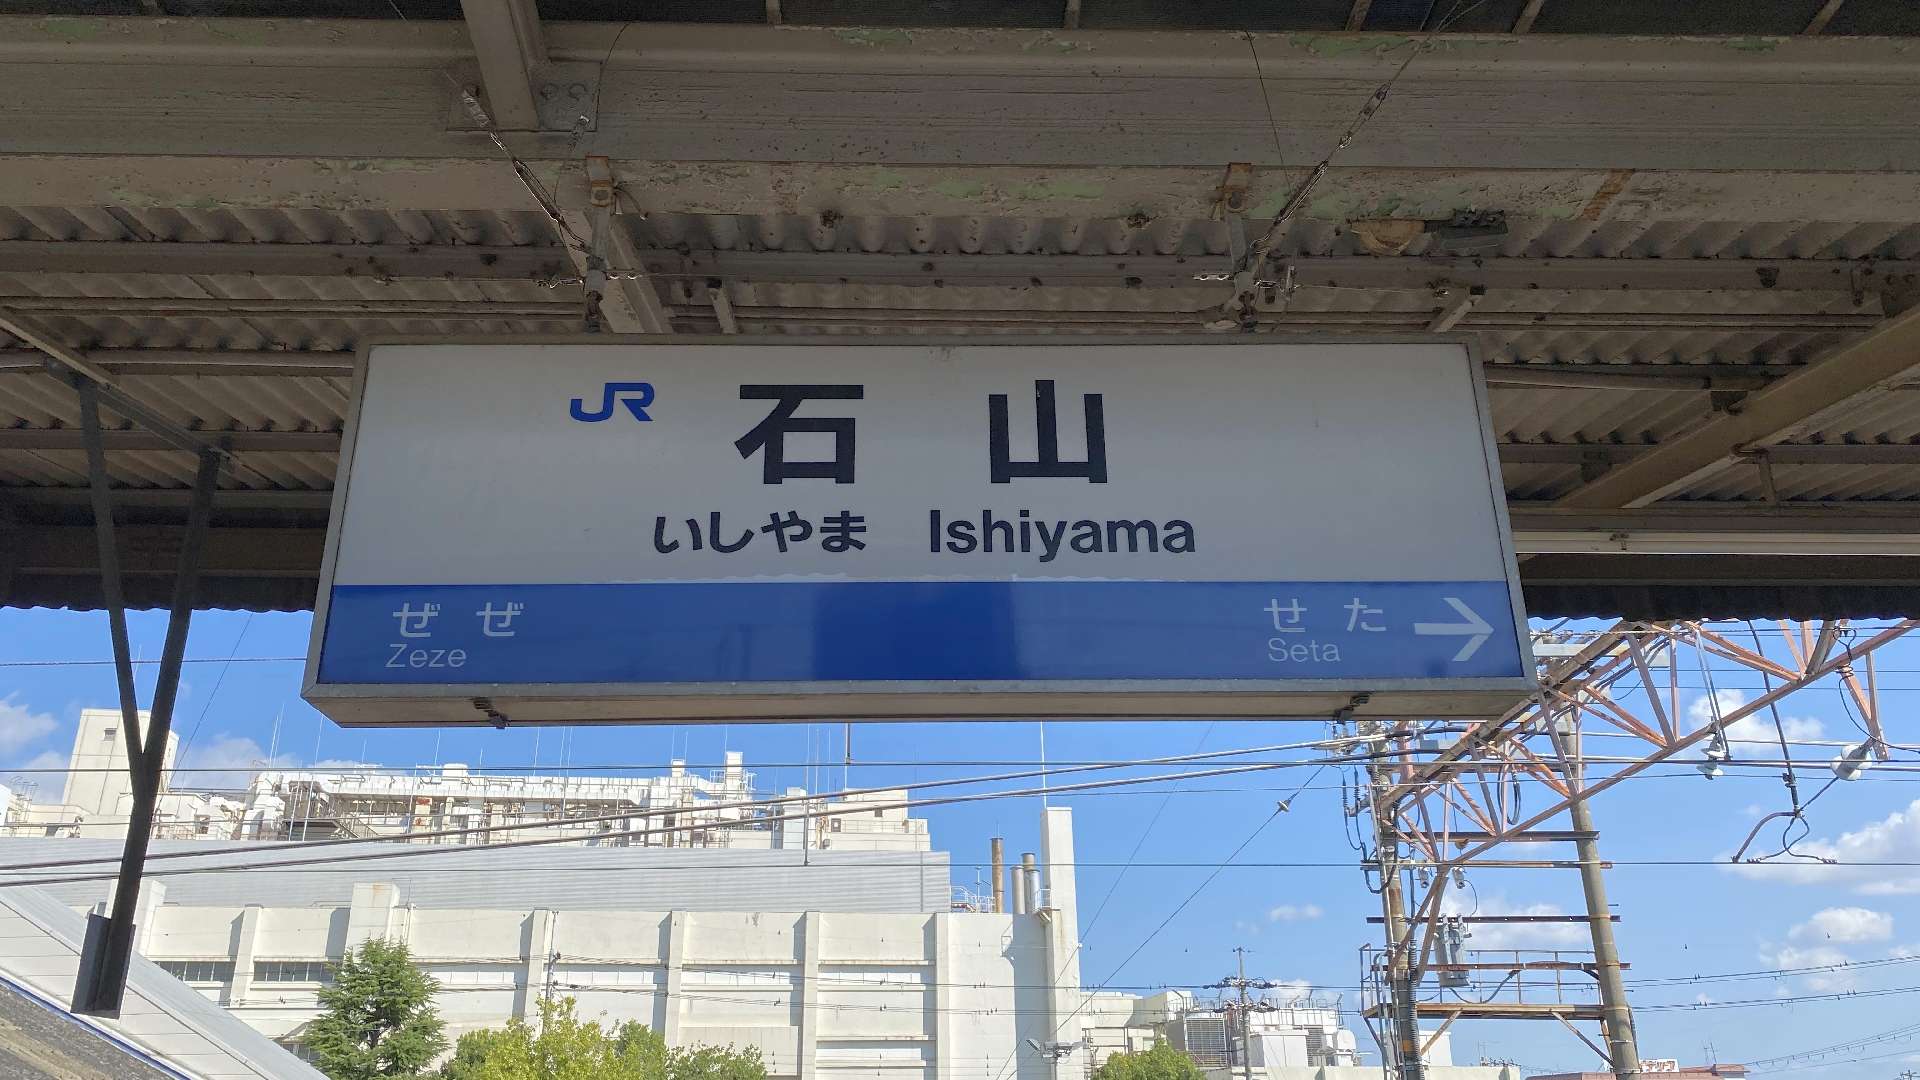 JR 石山
いしやま Ishiyama
ぜぜ せた →
Zeze Seta